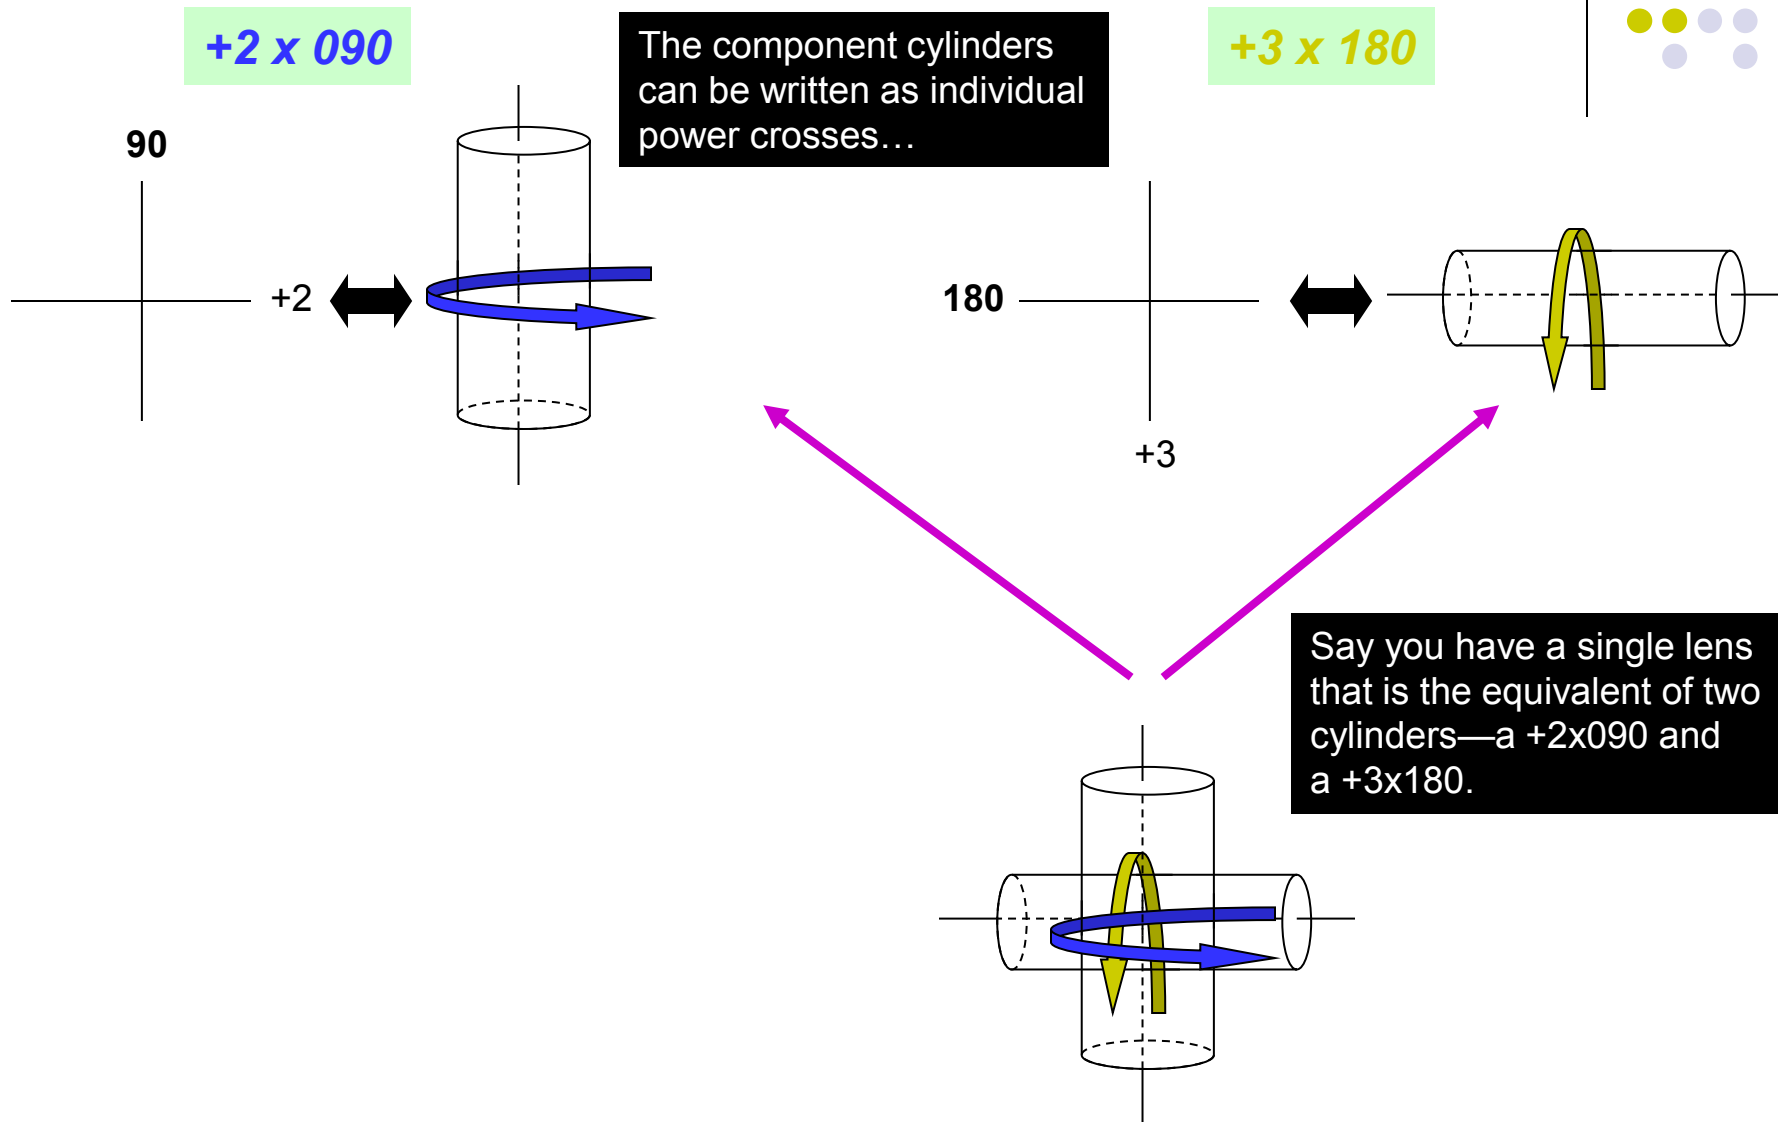 +2 x 090
The component cylinders
can be written as individual
power crosses…
+3 x 180
90
+2
180
+3
Say you have a single lens
that is the equivalent of two
cylinders—a +2x090 and
a +3x180.